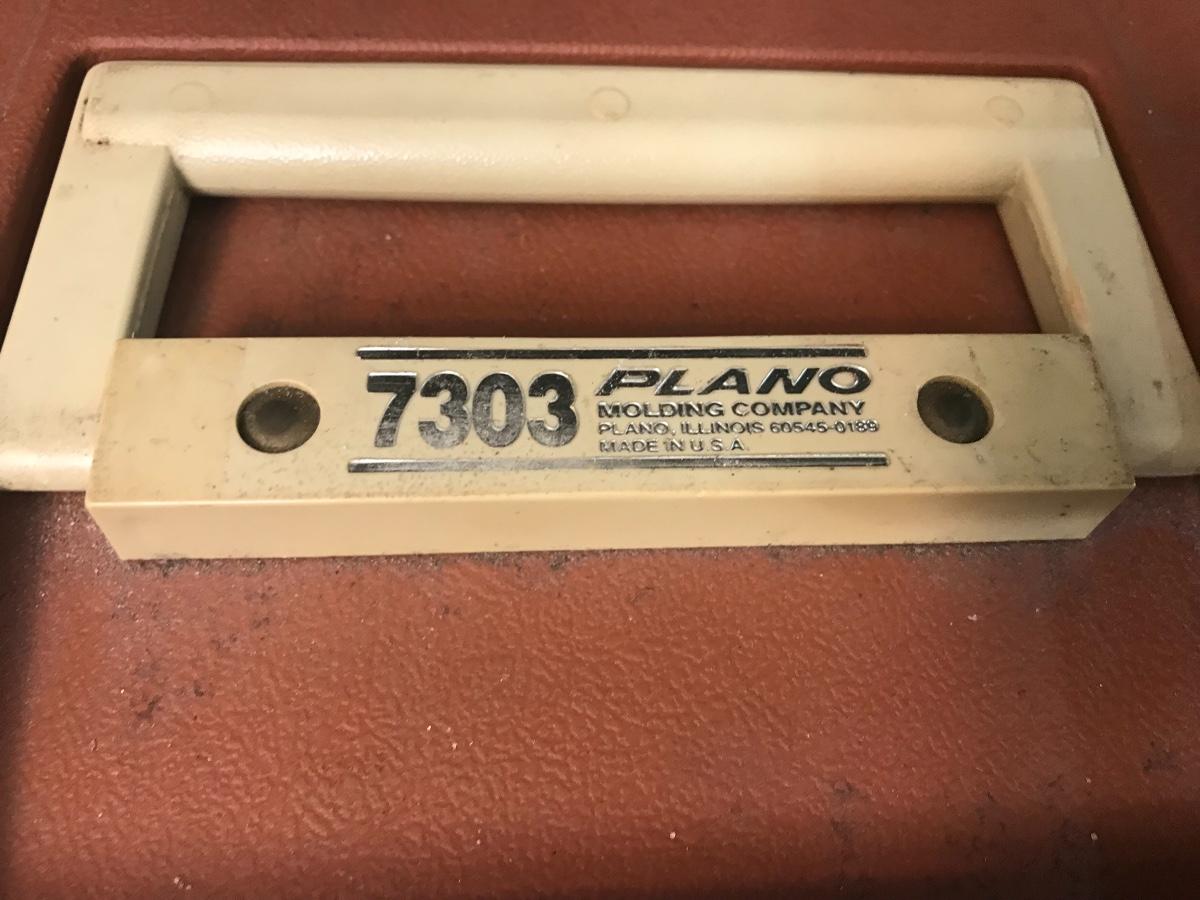 7303
PLANO
MOLDING COMPANY
PLANO, ILLINOIS 60545-0189
MADE IN U.S.A.